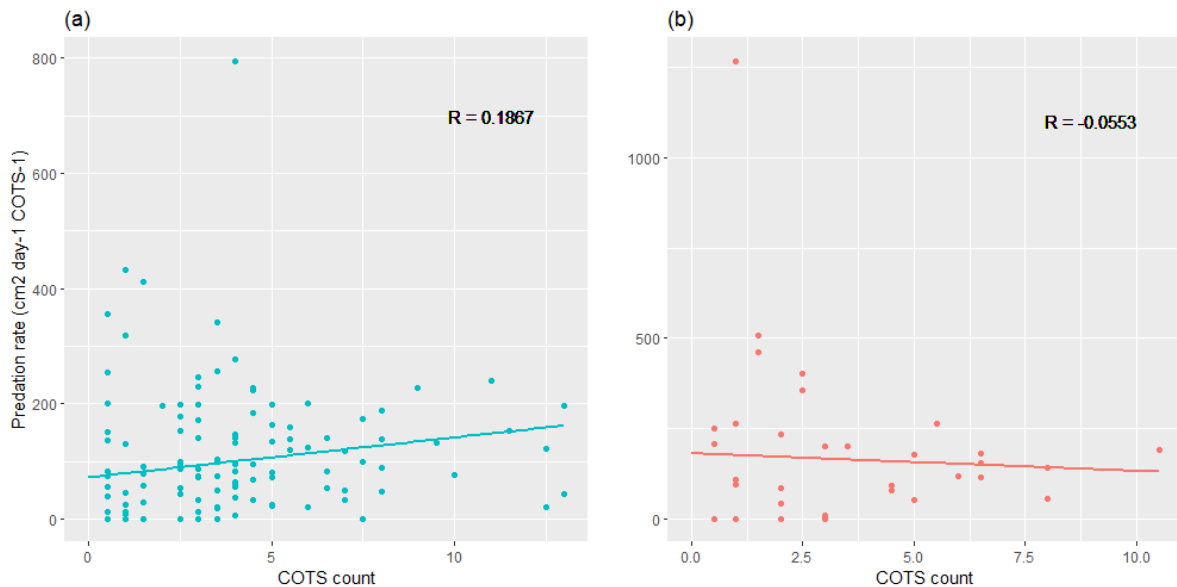 (a)
(b)
Predation rate (cm2 day-1 COTS-1)
800
600
400
200
0
R = 0.1867
0
5
10
COTS count
1000
500
0
R = -0.0553
0.0
2.5
5.0
7.5
10.0
COTS count